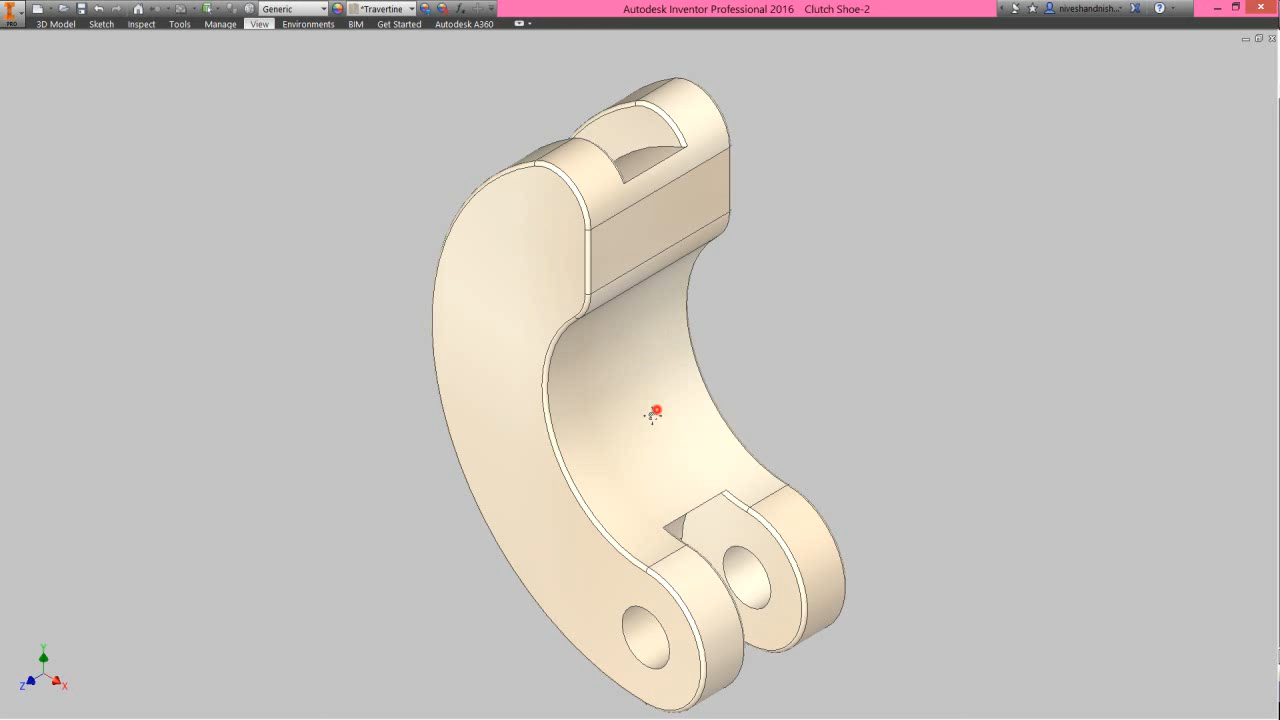 Generic
*Travertine
Autodesk Inventor Professional 2016 Clutch Shoe-2
niveshandnish...
PRO
3D Model Sketch Inspect Tools Manage View Environments BIM Get Started Autodesk A360
Y
Z X